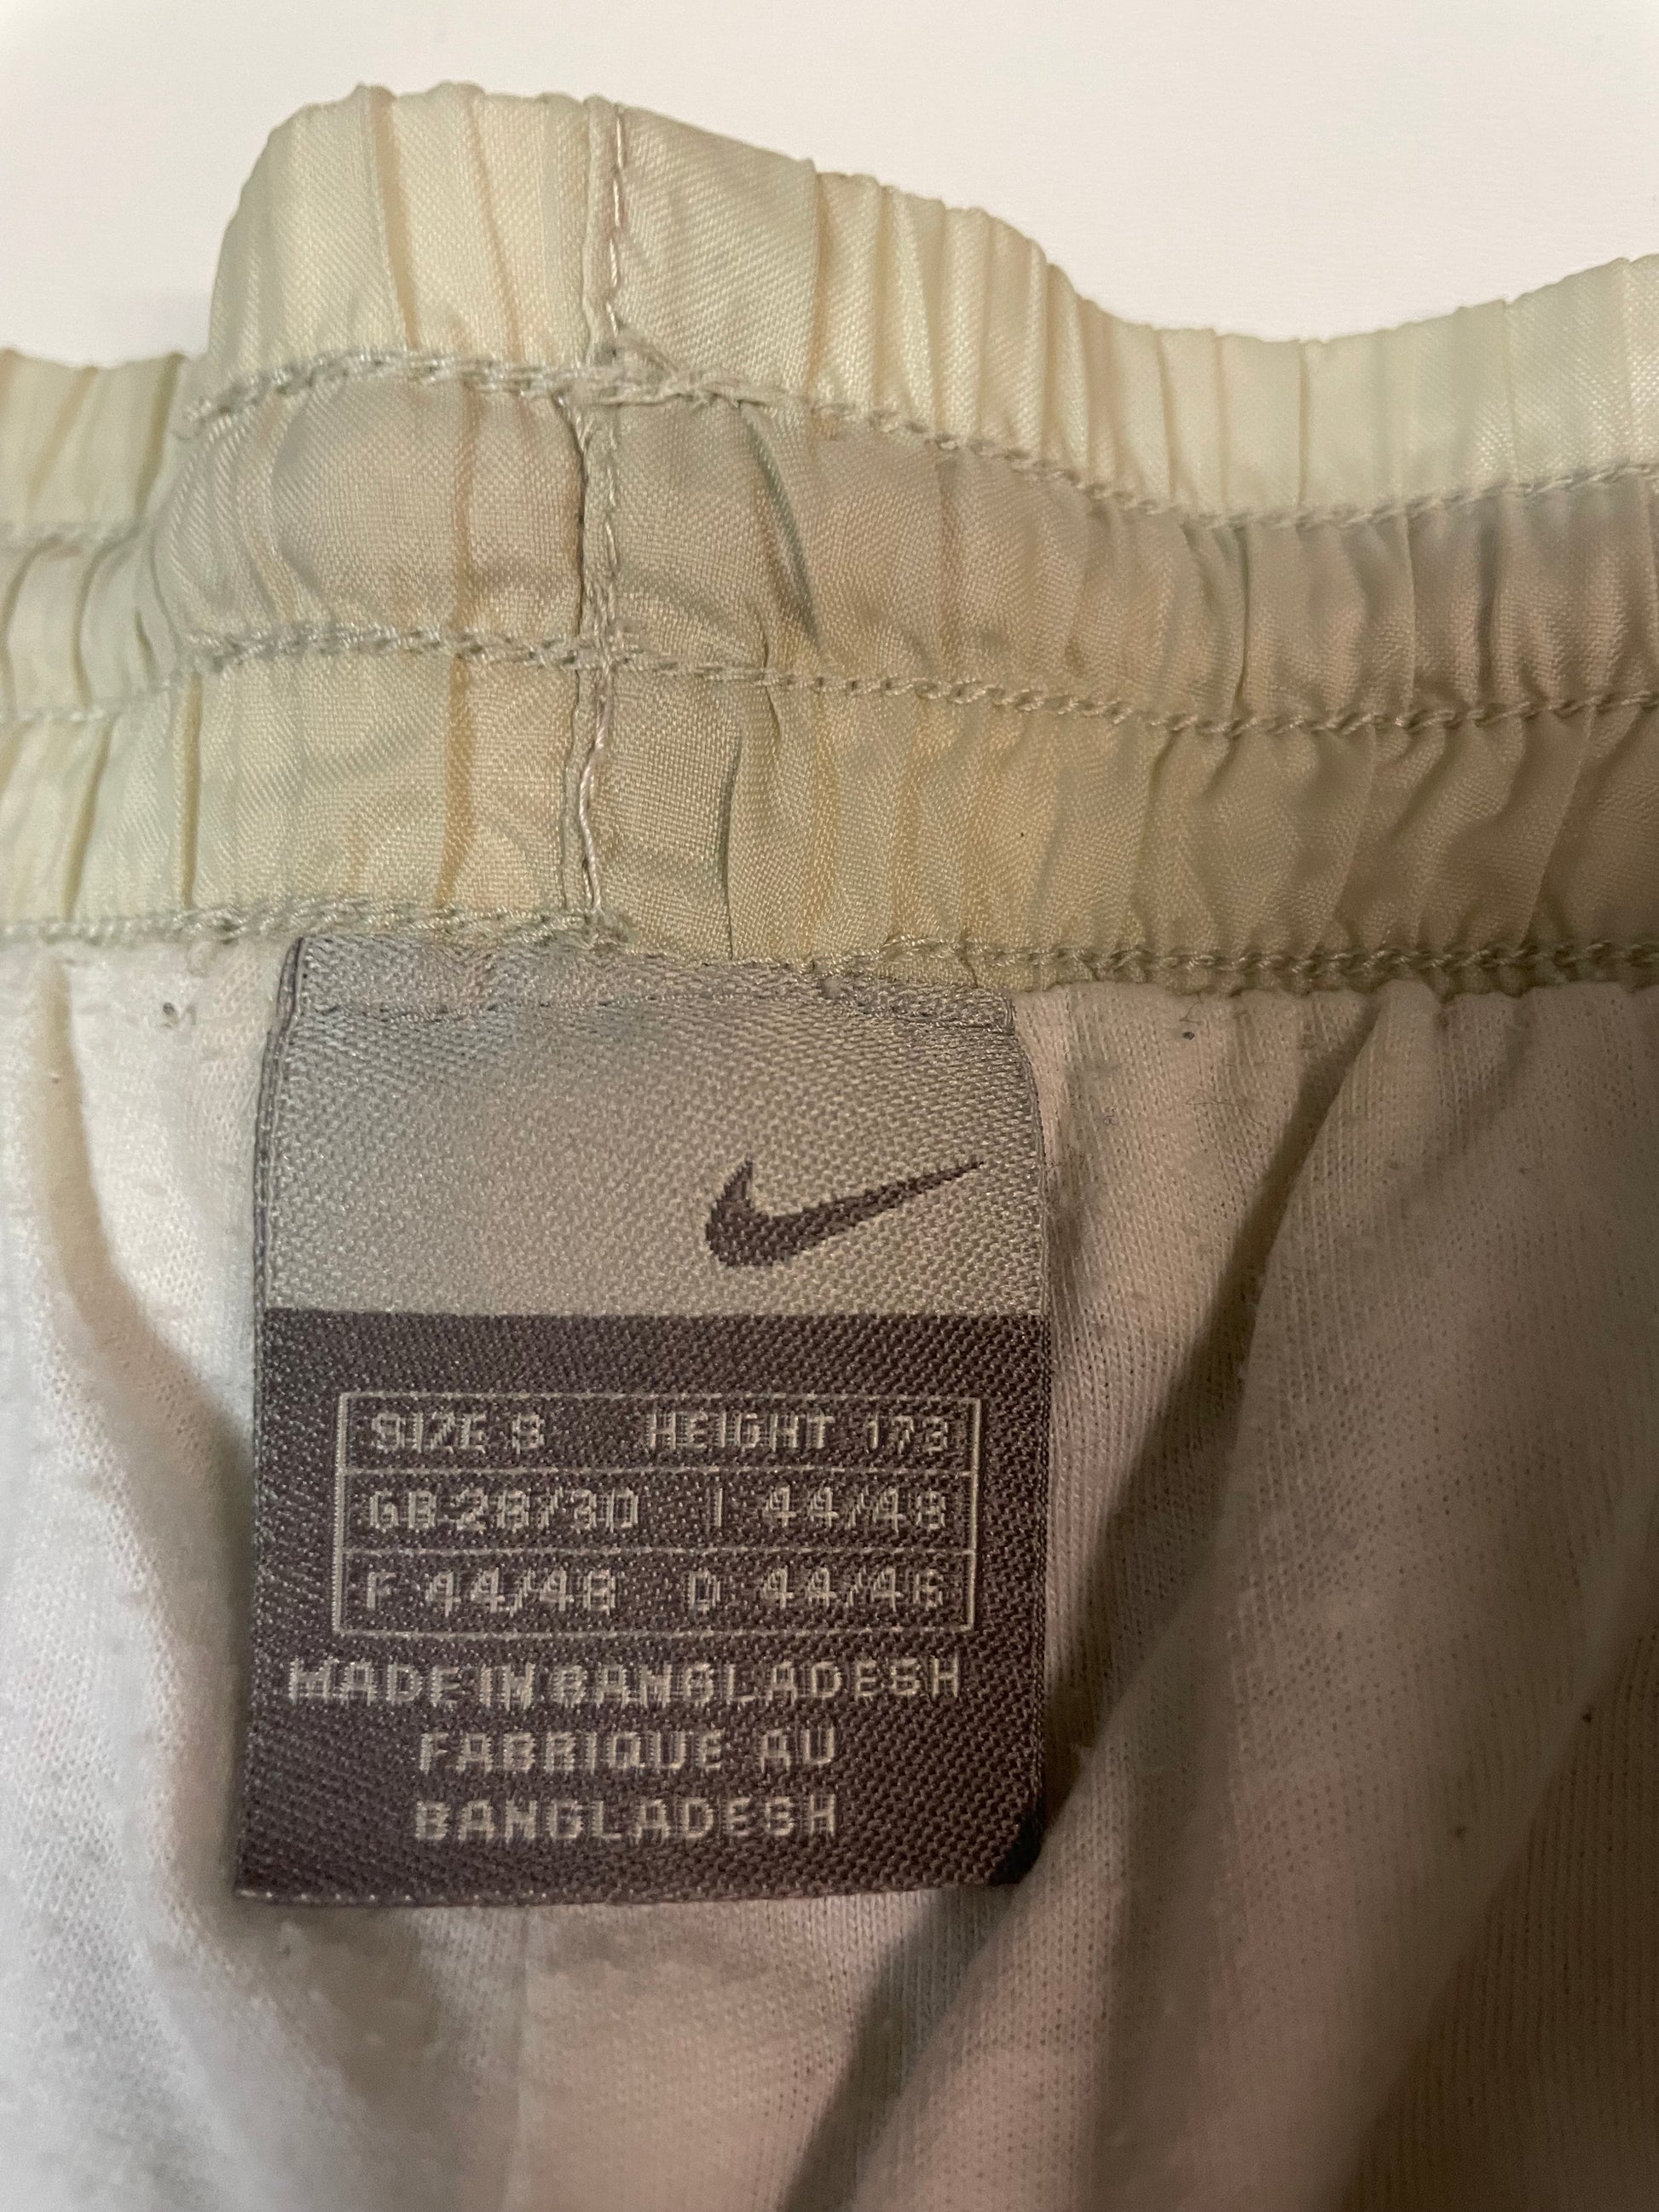 SIZE S HEIGHT 173
GB 28/30 I 44/48
F 44/48 D 44/46
MADE IN BANGLADESH
FABRIQUE AU
BANGLADESH